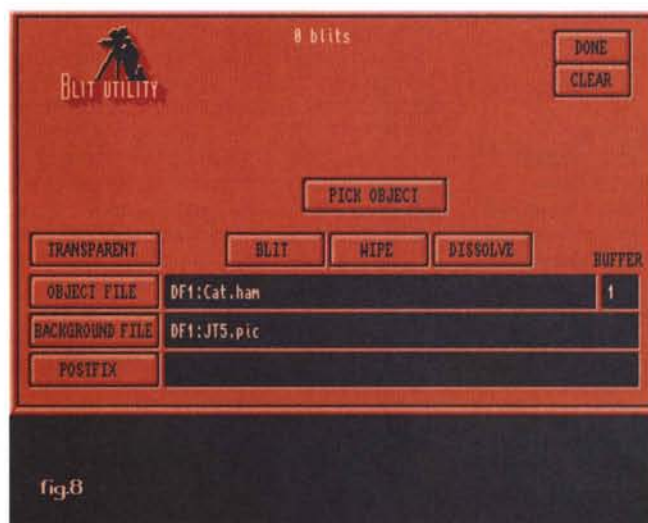 0 blits
DONE
BLIT UTILITY
CLEAR
PICK OBJECT
TRANSPARENT BLIT WIPE DISSOLVE BUFFER
OBJECT FILE DF1:Cat.ham 1
BACKGROUND FILE DF1:JT5.pic
POSTFIX
fig.8